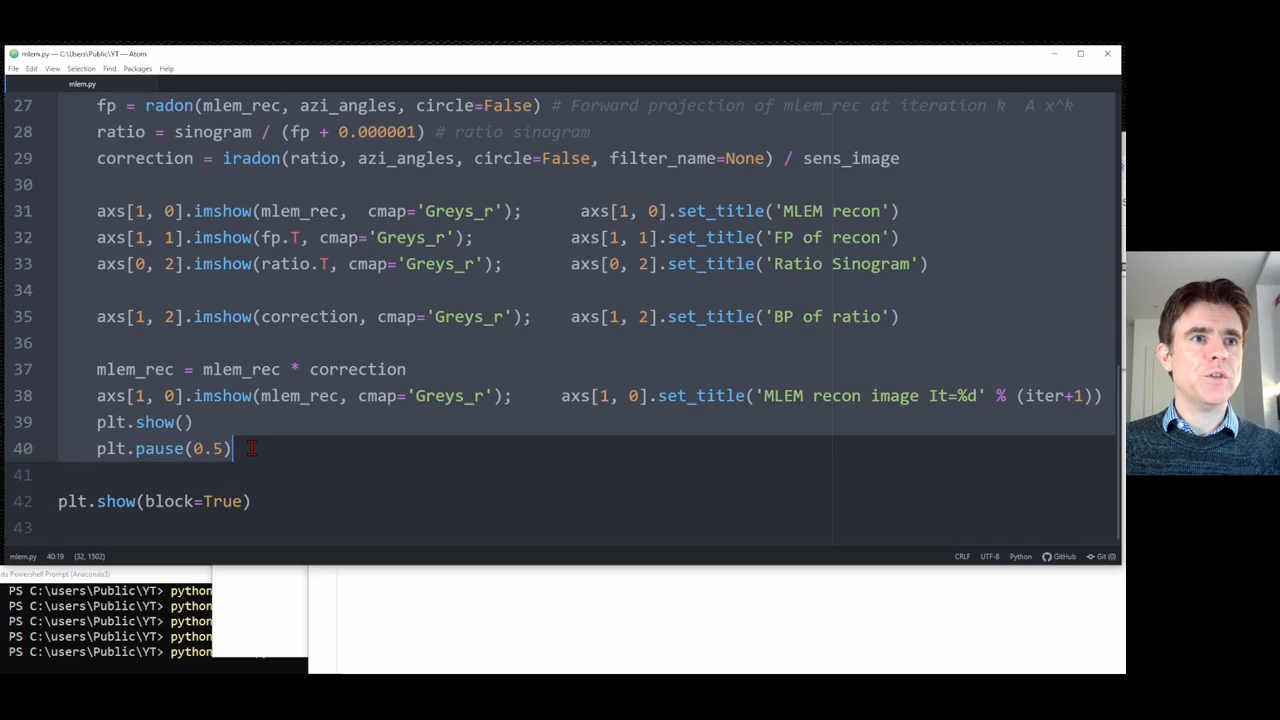 mlem.py — C:\Users\Public\YT — Atom
File Edit View Selection Find Packages Help
mlem.py
27 fp = radon(mlem_rec, azi_angles, circle=False) # Forward projection of mlem_rec at iteration k A x^k
28 ratio = sinogram / (fp + 0.000001) # ratio sinogram
29 correction = iradon(ratio, azi_angles, circle=False, filter_name=None) / sens_image
30
31 axs[1, 0].imshow(mlem_rec, cmap='Greys_r'); axs[1, 0].set_title('MLEM recon')
32 axs[1, 1].imshow(fp.T, cmap='Greys_r'); axs[1, 1].set_title('FP of recon')
33 axs[0, 2].imshow(ratio.T, cmap='Greys_r'); axs[0, 2].set_title('Ratio Sinogram')
34
35 axs[1, 2].imshow(correction, cmap='Greys_r'); axs[1, 2].set_title('BP of ratio')
36
37 mlem_rec = mlem_rec * correction
38 axs[1, 0].imshow(mlem_rec, cmap='Greys_r'); axs[1, 0].set_title('MLEM recon image It=%d' % (iter+1))
39 plt.show()
40 plt.pause(0.5)
41
42 plt.show(block=True)
43
mlem.py 40:19 (32, 1502) CRLF UTF-8 Python GitHub Git (0)
da Powershell Prompt (Anaconda3)
PS C:\users\Public\YT> python
PS C:\users\Public\YT> python
PS C:\users\Public\YT> python
PS C:\users\Public\YT> python
PS C:\users\Public\YT> python